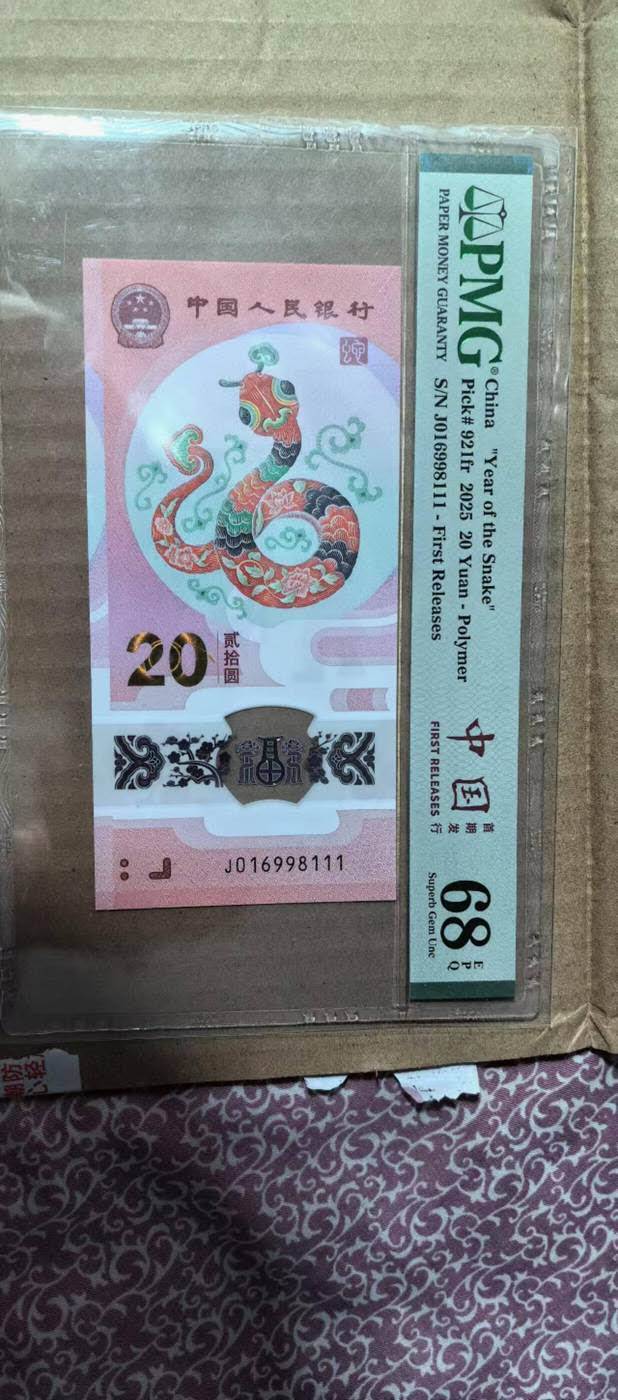 中国人民银行
20
贰拾圆
J016998111
PMG®
PAPER MONEY GUARANTY
China "Year of the Snake"
Pick# 921fr 2025 20 Yuan - Polymer
S/N J016998111 - First Releases
中国
首期发行
FIRST RELEASES
68
EPQ
Superb Gem Unc